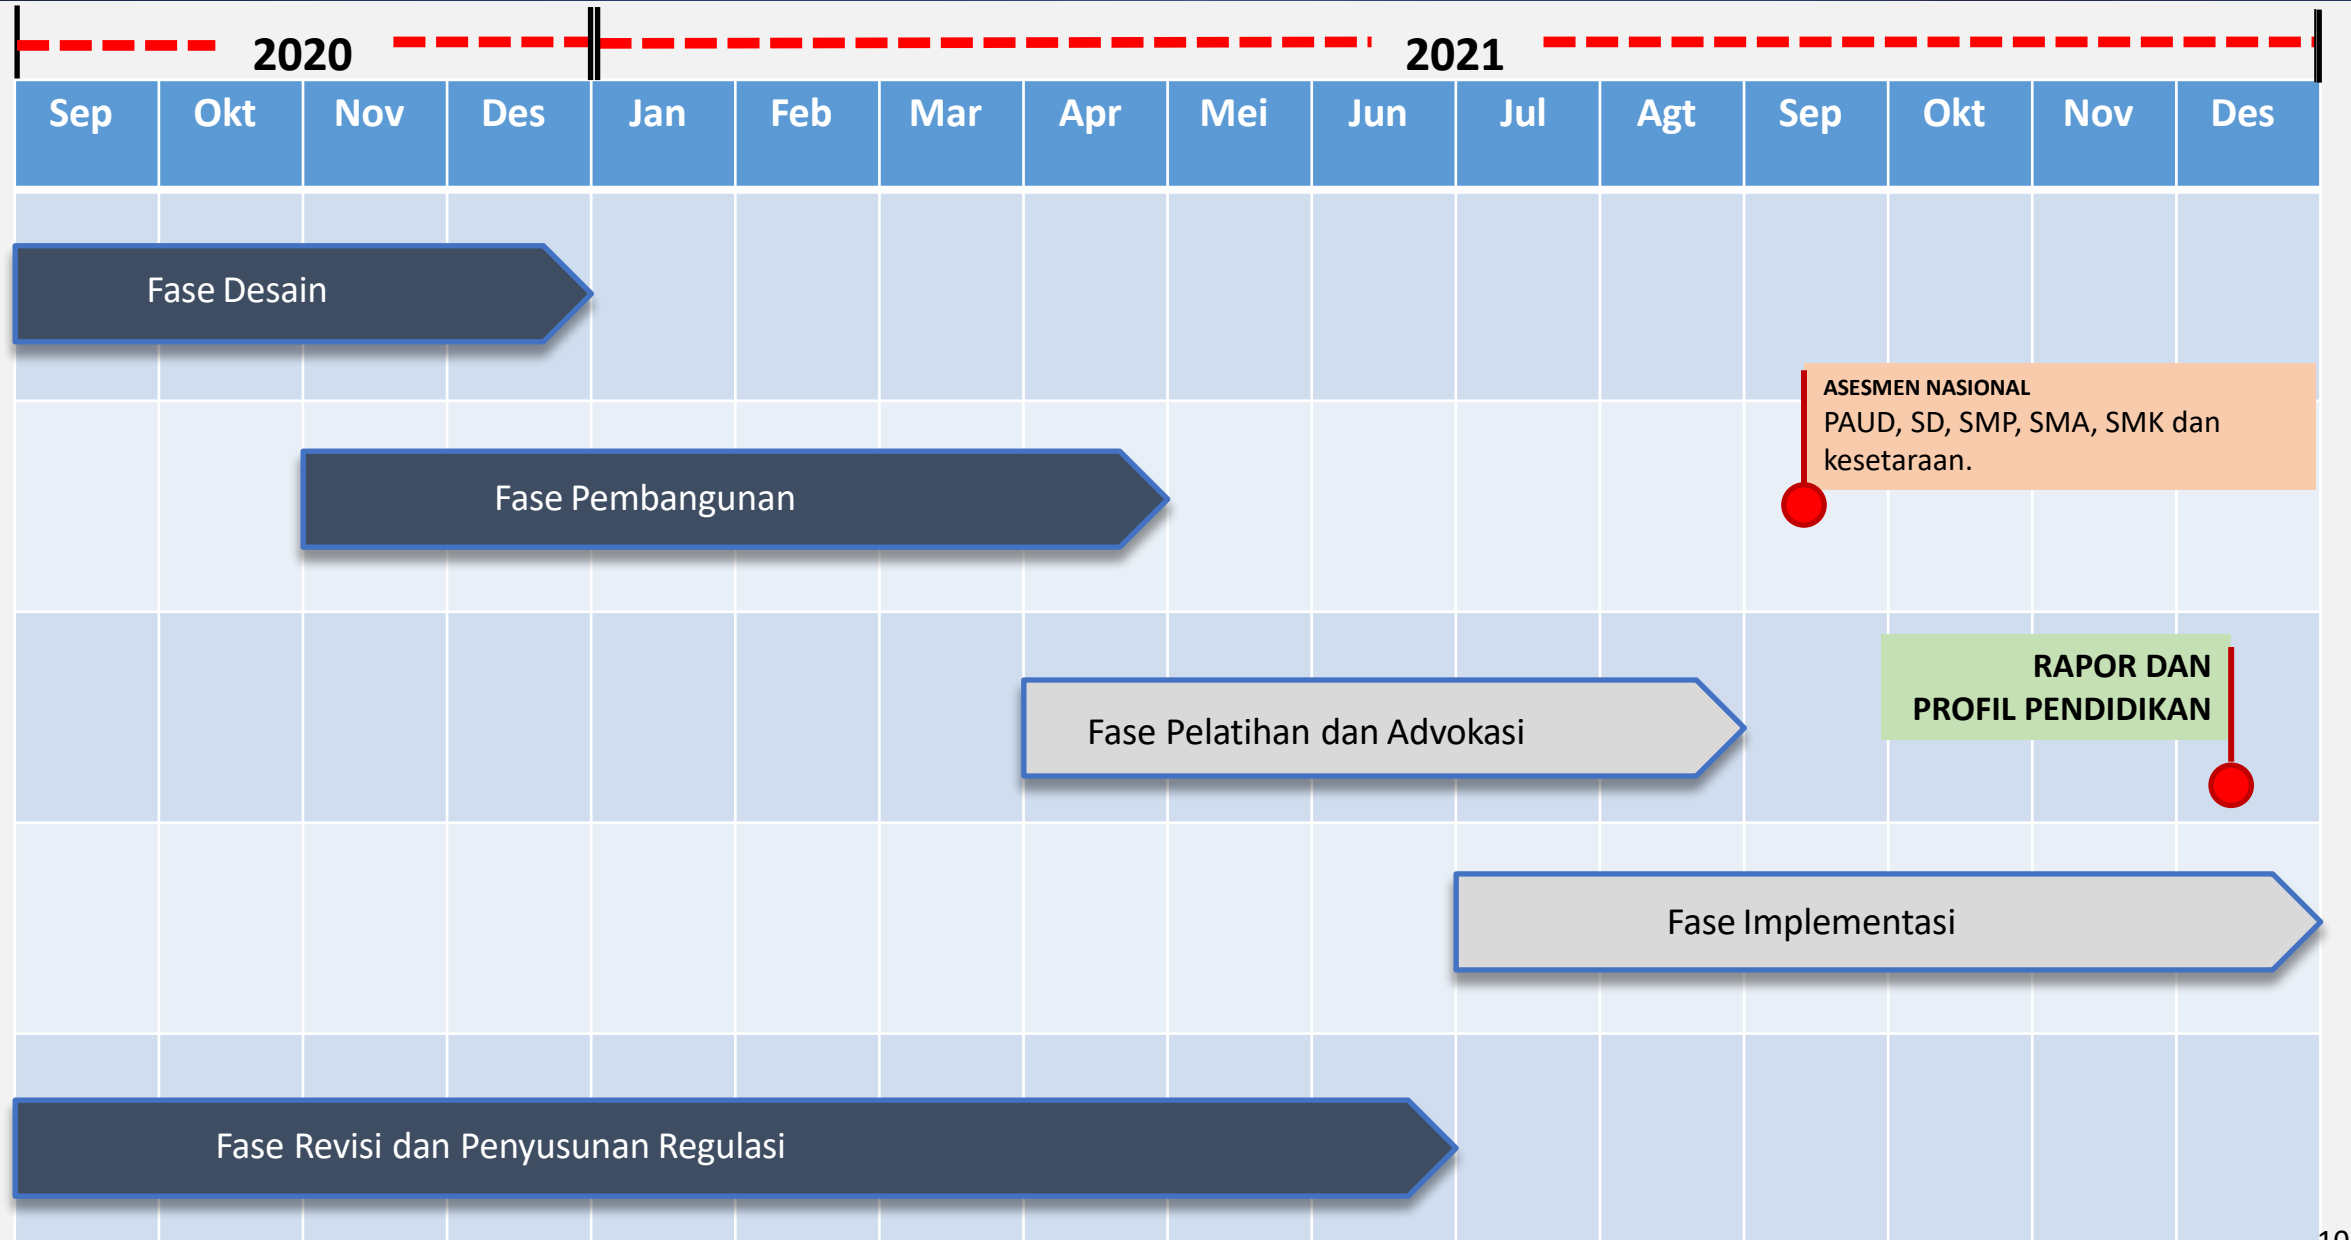 2020
2021
Sep Okt Nov Des Jan Feb Mar Apr Mei Jun Jul Agt Sep Okt Nov Des
Fase Desain
ASESMEN NASIONAL
PAUD, SD, SMP, SMA, SMK dan
kesetaraan.
Fase Pembangunan
RAPOR DAN
PROFIL PENDIDIKAN
Fase Pelatihan dan Advokasi
Fase Implementasi
Fase Revisi dan Penyusunan Regulasi